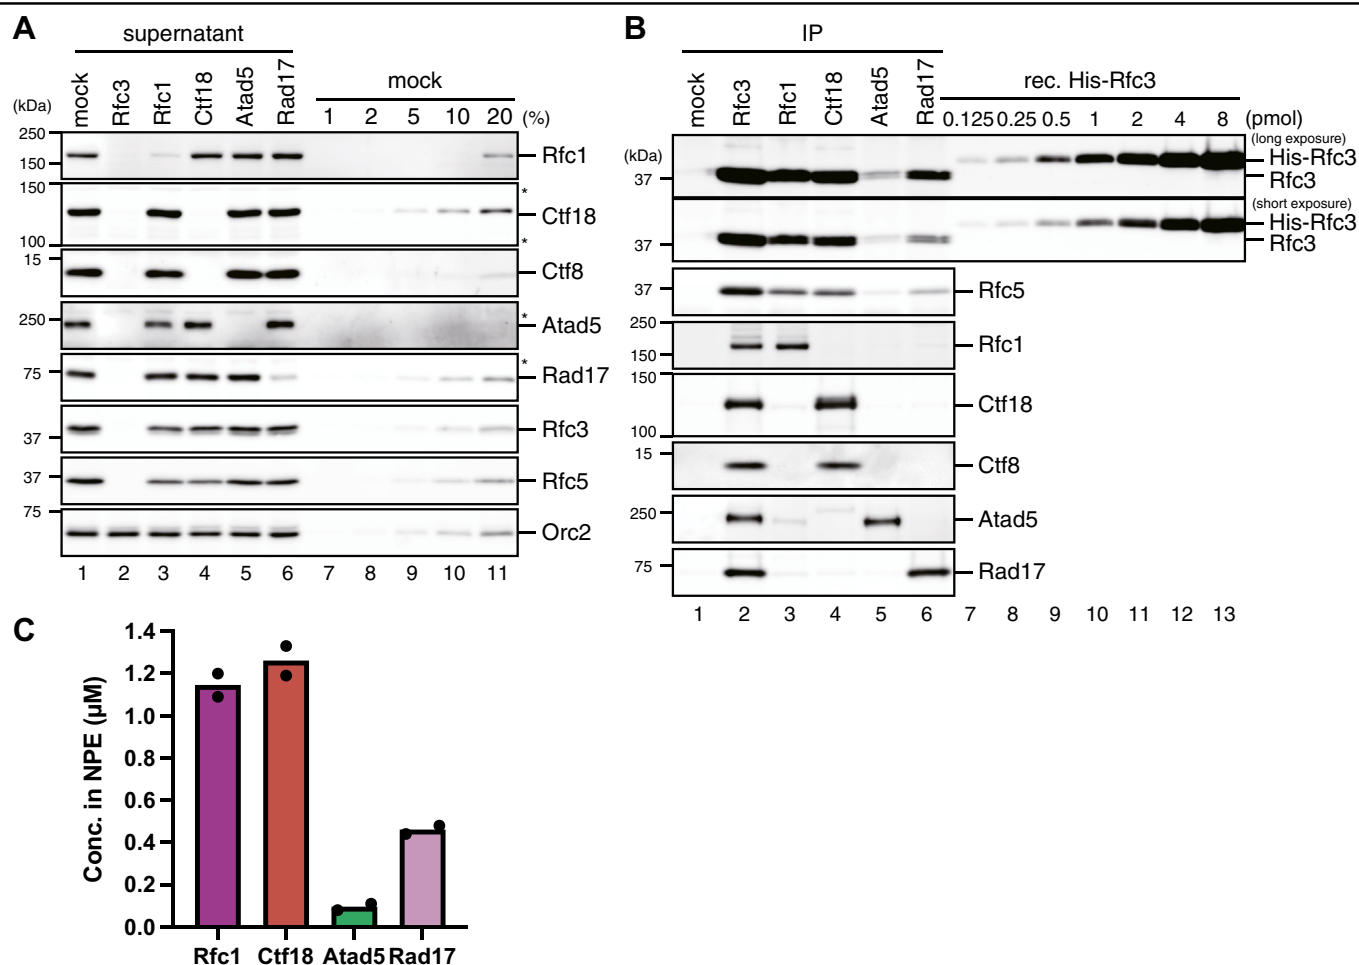 A
supernatant
(kDa)
mock
Rfc3
Rfc1
Ctf18
Atad5
Rad17
mock
1 2 5 10 20 (%)
250
150
Rfc1
150
*
Ctf18
100
*
15
Ctf8
250
*
Atad5
*
75
Rad17
Rfc3
37
37
Rfc5
75
Orc2
1 2 3 4 5 6 7 8 9 10 11
B
IP
mock
Rfc3
Rfc1
Ctf18
Atad5
Rad17
rec. His-Rfc3
0.125 0.25 0.5 1 2 4 8 (pmol)
(long exposure)
(kDa)
His-Rfc3
37
Rfc3
(short exposure)
His-Rfc3
37
Rfc3
37
Rfc5
250
Rfc1
150
150
Ctf18
100
15
Ctf8
250
Atad5
75
Rad17
1 2 3 4 5 6 7 8 9 10 11 12 13
C
Conc. in NPE (µM)
1.4
1.2
1.0
0.8
0.6
0.4
0.2
0.0
Rfc1 Ctf18 Atad5 Rad17